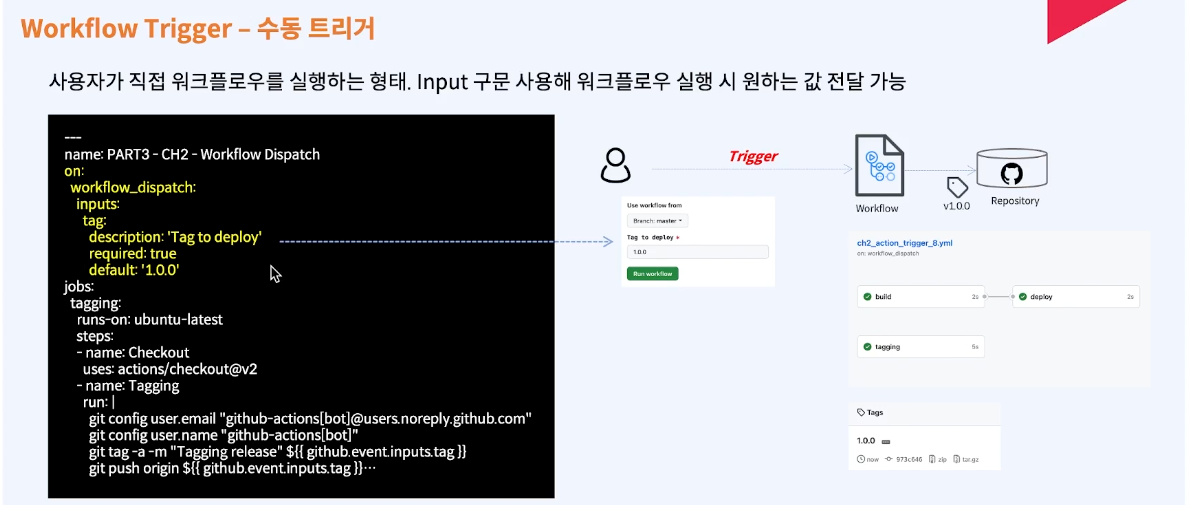 Workflow Trigger – 수동 트리거
사용자가 직접 워크플로우를 실행하는 형태. Input 구문 사용해 워크플로우 실행 시 원하는 값 전달 가능
---
name: PART3 - CH2 - Workflow Dispatch
on:
workflow_dispatch:
inputs:
tag:
description: 'Tag to deploy'
required: true
default: '1.0.0'
jobs:
tagging:
runs-on: ubuntu-latest
steps:
- name: Checkout
uses: actions/checkout@v2
- name: Tagging
run: |
git config user.email "github-actions[bot]@users.noreply.github.com"
git config user.name "github-actions[bot]"
git tag -a -m "Tagging release" ${{ github.event.inputs.tag }}
git push origin ${{ github.event.inputs.tag }}…
Trigger
Workflow
v1.0.0
Repository
Use workflow from
Branch: master
Tag to deploy *
1.0.0
Run workflow
ch2_action_trigger_8.yml
on: workflow_dispatch
build 2s
deploy 2s
tagging 5s
Tags
1.0.0
now 973c646 zip tar.gz